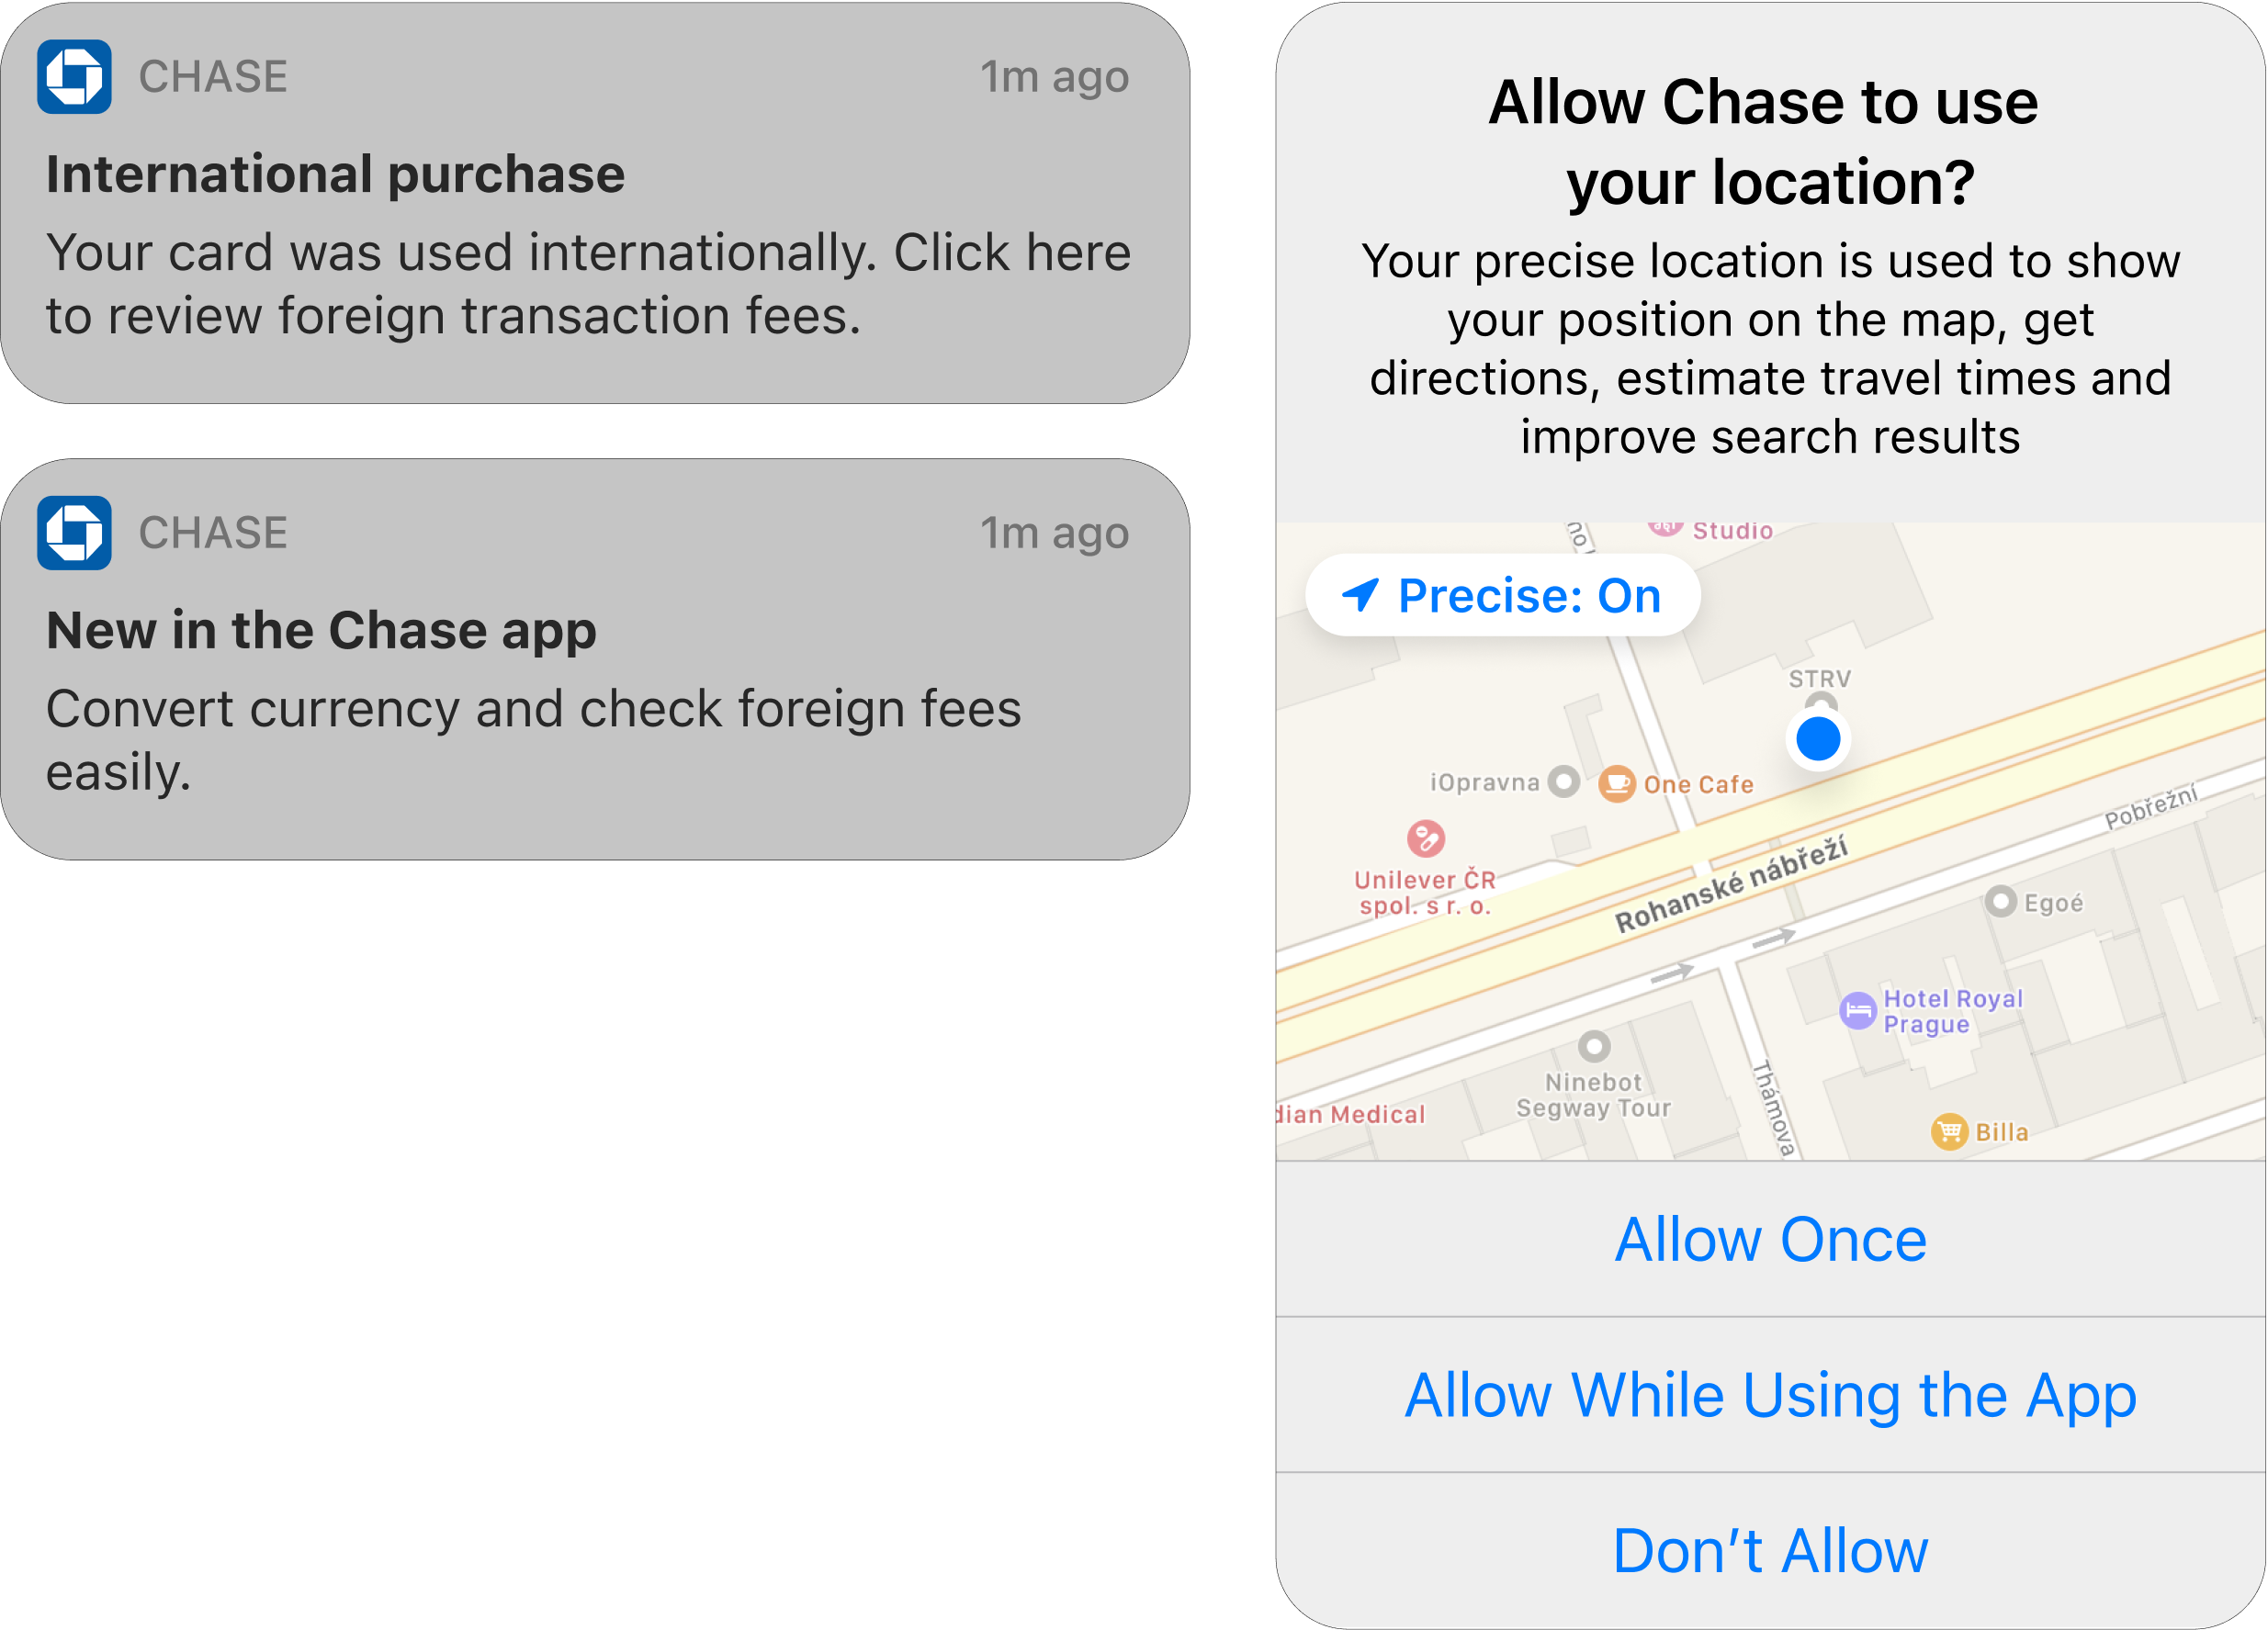 CHASE
1m ago
International purchase
Your card was used internationally. Click here
to review foreign transaction fees.
CHASE
1m ago
New in the Chase app
Convert currency and check foreign fees
easily.
Allow Chase to use
your location?
Your precise location is used to show
your position on the map, get
directions, estimate travel times and
improve search results
Studio
Precise: On
STRV
iOpravna
One Cafe
Pobřežní
Unilever ČR
spol. s r. o.
Rohanské nábřeží
Egoé
Hotel Royal
Prague
Ninebot
Segway Tour
Thámova
dian Medical
Billa
Allow Once
Allow While Using the App
Don’t Allow